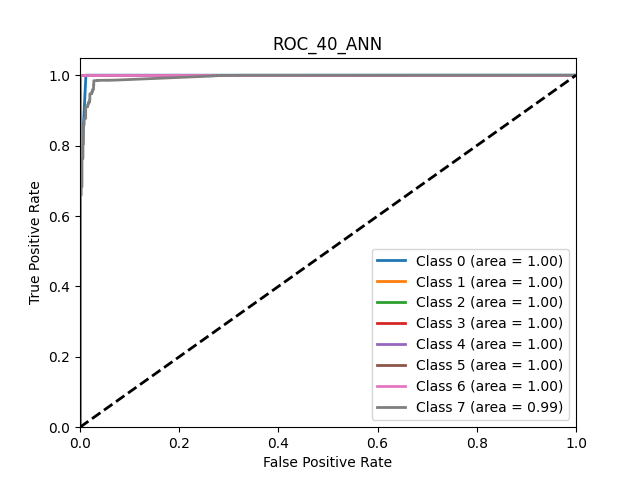 ROC_40_ANN
True Positive Rate
1.0
0.8
0.6
0.4
0.2
0.0
Class 0 (area = 1.00)
Class 1 (area = 1.00)
Class 2 (area = 1.00)
Class 3 (area = 1.00)
Class 4 (area = 1.00)
Class 5 (area = 1.00)
Class 6 (area = 1.00)
Class 7 (area = 0.99)
0.0 0.2 0.4 0.6 0.8 1.0
False Positive Rate